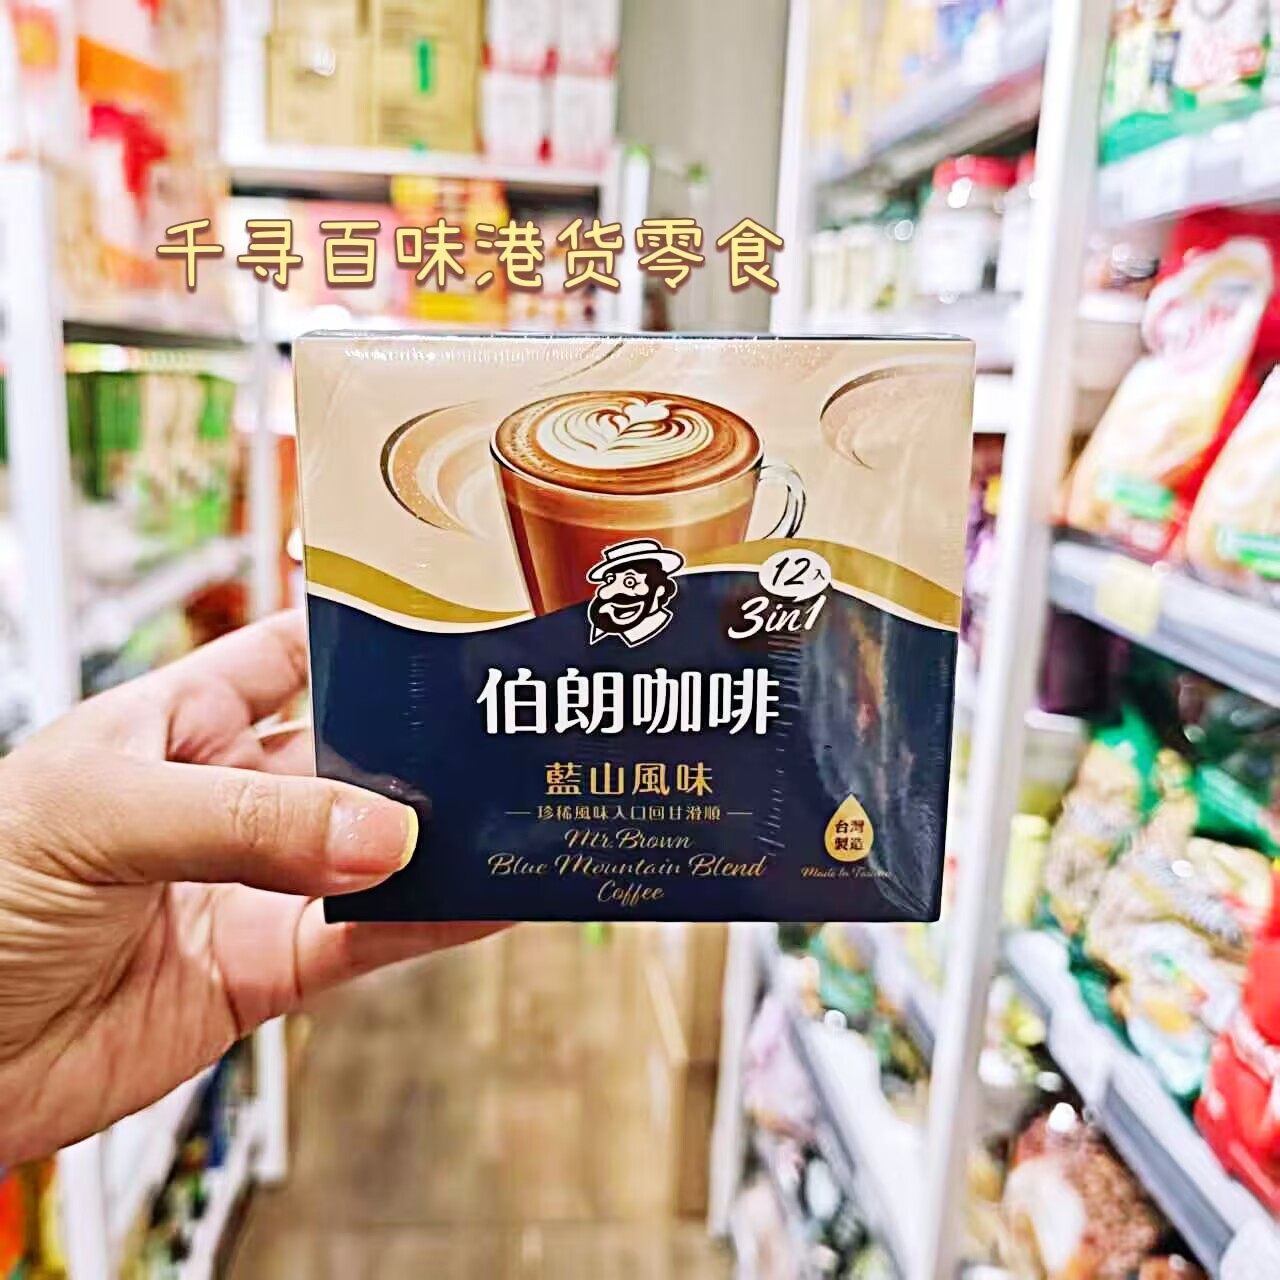 千寻百味港货零食
12入
3in1
伯朗咖啡
藍山風味
珍稀風味入口回甘滑順
Mr. Brown
Blue Mountain Blend
Coffee
台灣
製造
Made In Taiwan